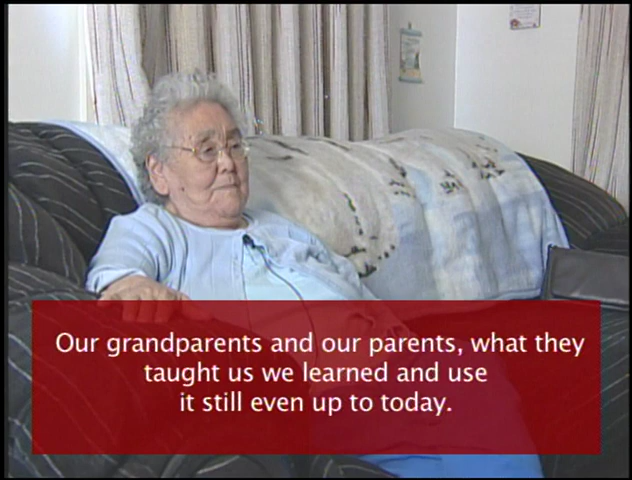 Our grandparents and our parents, what they
taught us we learned and use
it still even up to today.